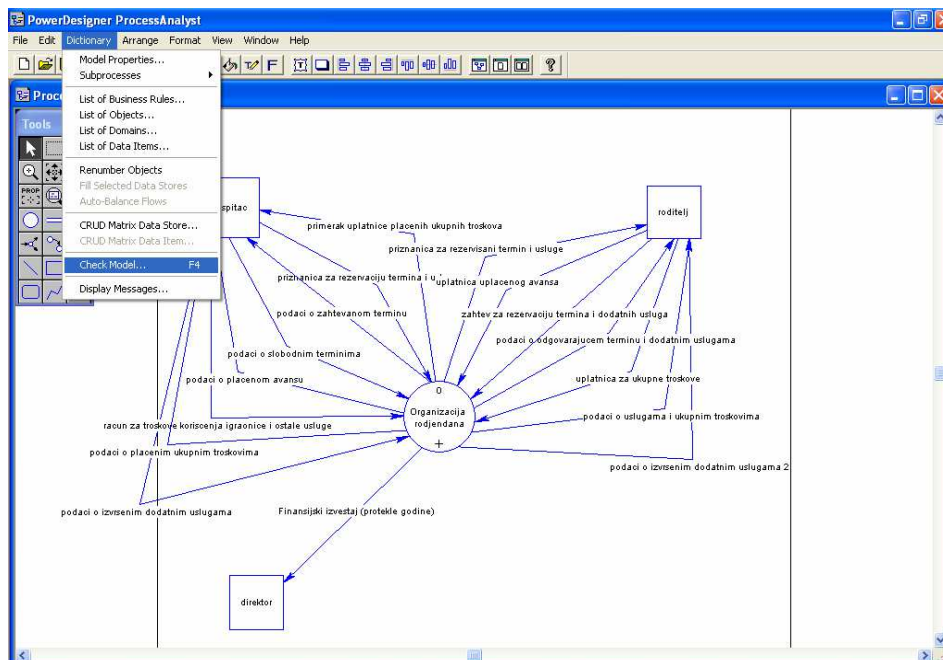 PowerDesigner ProcessAnalyst
File Edit Dictionary Arrange Format View Window Help
Model Properties...
Subprocesses
List of Business Rules...
List of Objects...
List of Domains...
List of Data Items...
Renumber Objects
Fill Selected Data Stores
Auto-Balance Flows
CRUD Matrix Data Store...
CRUD Matrix Data Item...
Check Model... F4
Display Messages...
Proce
Tools
PROP
spitac
roditelj
primerak uplatnice placenih ukupnih troskova
priznanica za rezervisani termin i usluge
priznanica za rezervaciju termina i u
uplatnica uplacenog avansa
podaci o zahtevanom terminu
zahtev za rezervaciju termina i dodatnih usluga
podaci o odgovarajucem terminu i dodatnim uslugama
podaci o slobodnim terminima
podaci o placenom avansu
uplatnica za ukupne troskove
0
Organizacija
rodjendana
+
podaci o uslugama i ukupnim troskovima
racun za troskove koriscenja igraonice i ostale usluge
podaci o placenim ukupnim troskovima
podaci o izvrsenim dodatnim uslugama 2
podaci o izvrsenim dodatnim uslugama
Finansijski izvestaj (protekle godine)
direktor